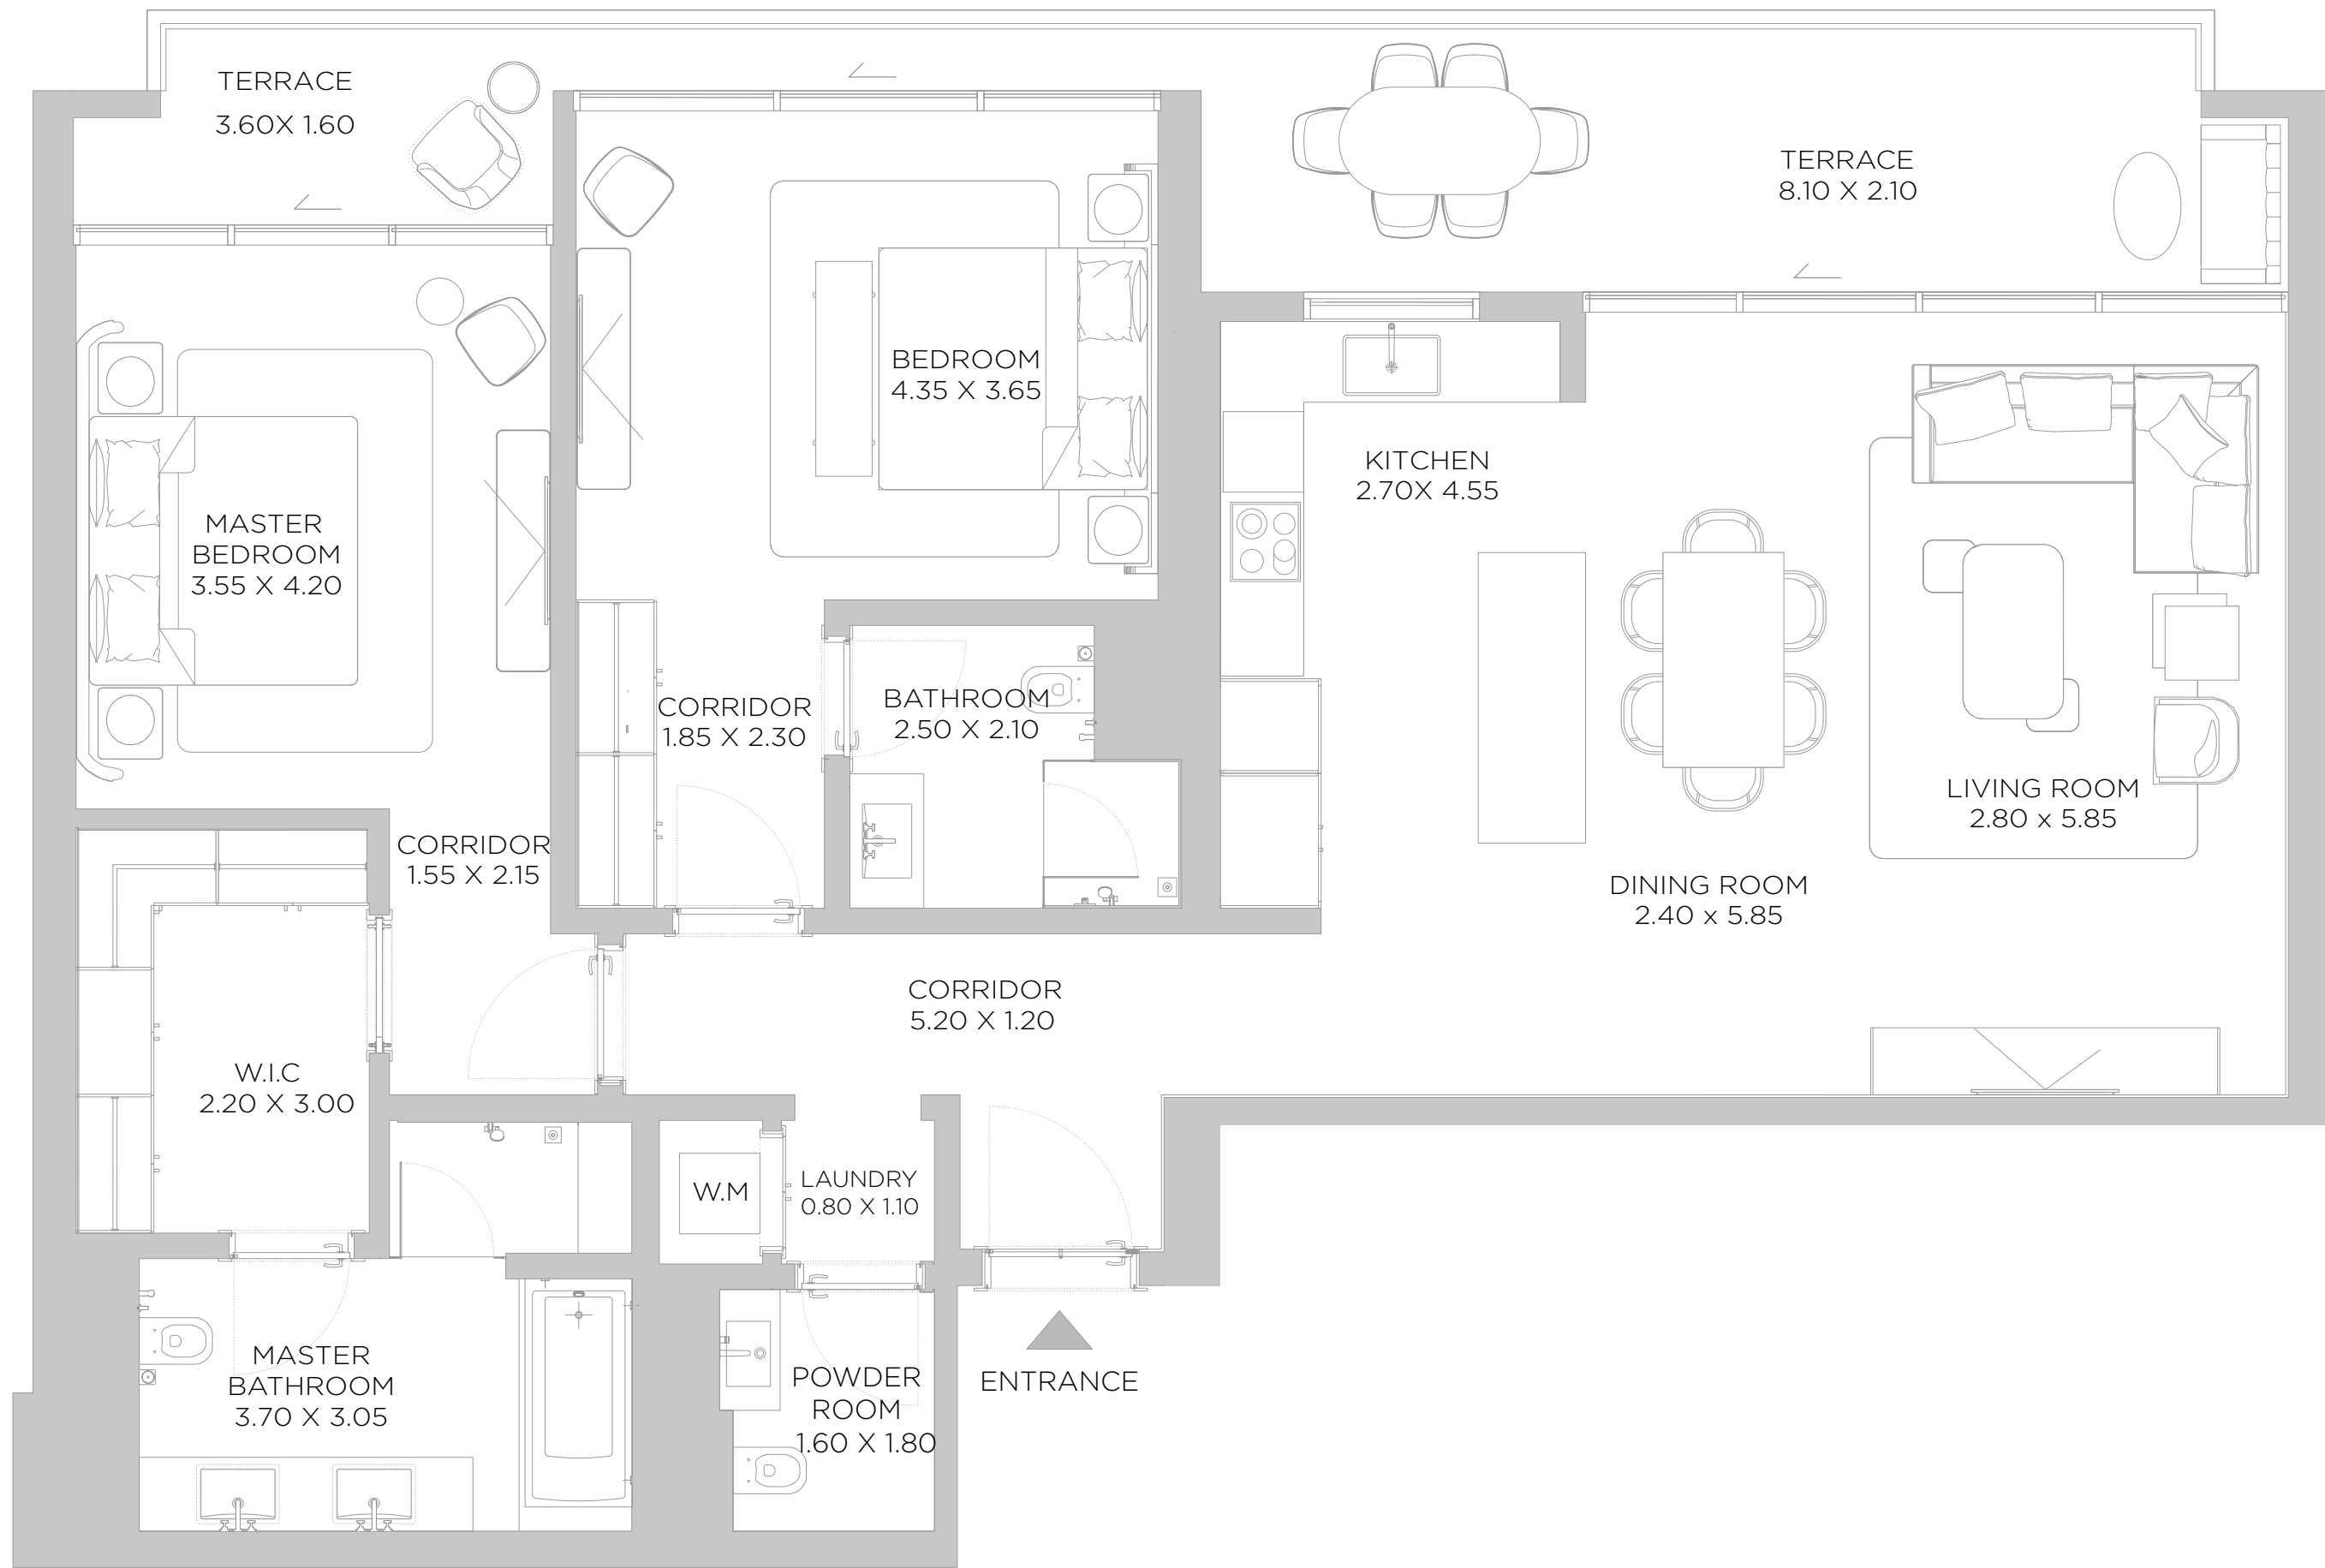 TERRACE
3.60X 1.60
TERRACE
8.10 X 2.10
BEDROOM
4.35 X 3.65
KITCHEN
2.70X 4.55
MASTER
BEDROOM
3.55 X 4.20
CORRIDOR
1.85 X 2.30
BATHROOM
2.50 X 2.10
LIVING ROOM
2.80 x 5.85
CORRIDOR
1.55 X 2.15
DINING ROOM
2.40 x 5.85
CORRIDOR
5.20 X 1.20
W.I.C
2.20 X 3.00
W.M
LAUNDRY
0.80 X 1.10
MASTER
BATHROOM
3.70 X 3.05
POWDER
ROOM
1.60 X 1.80
ENTRANCE